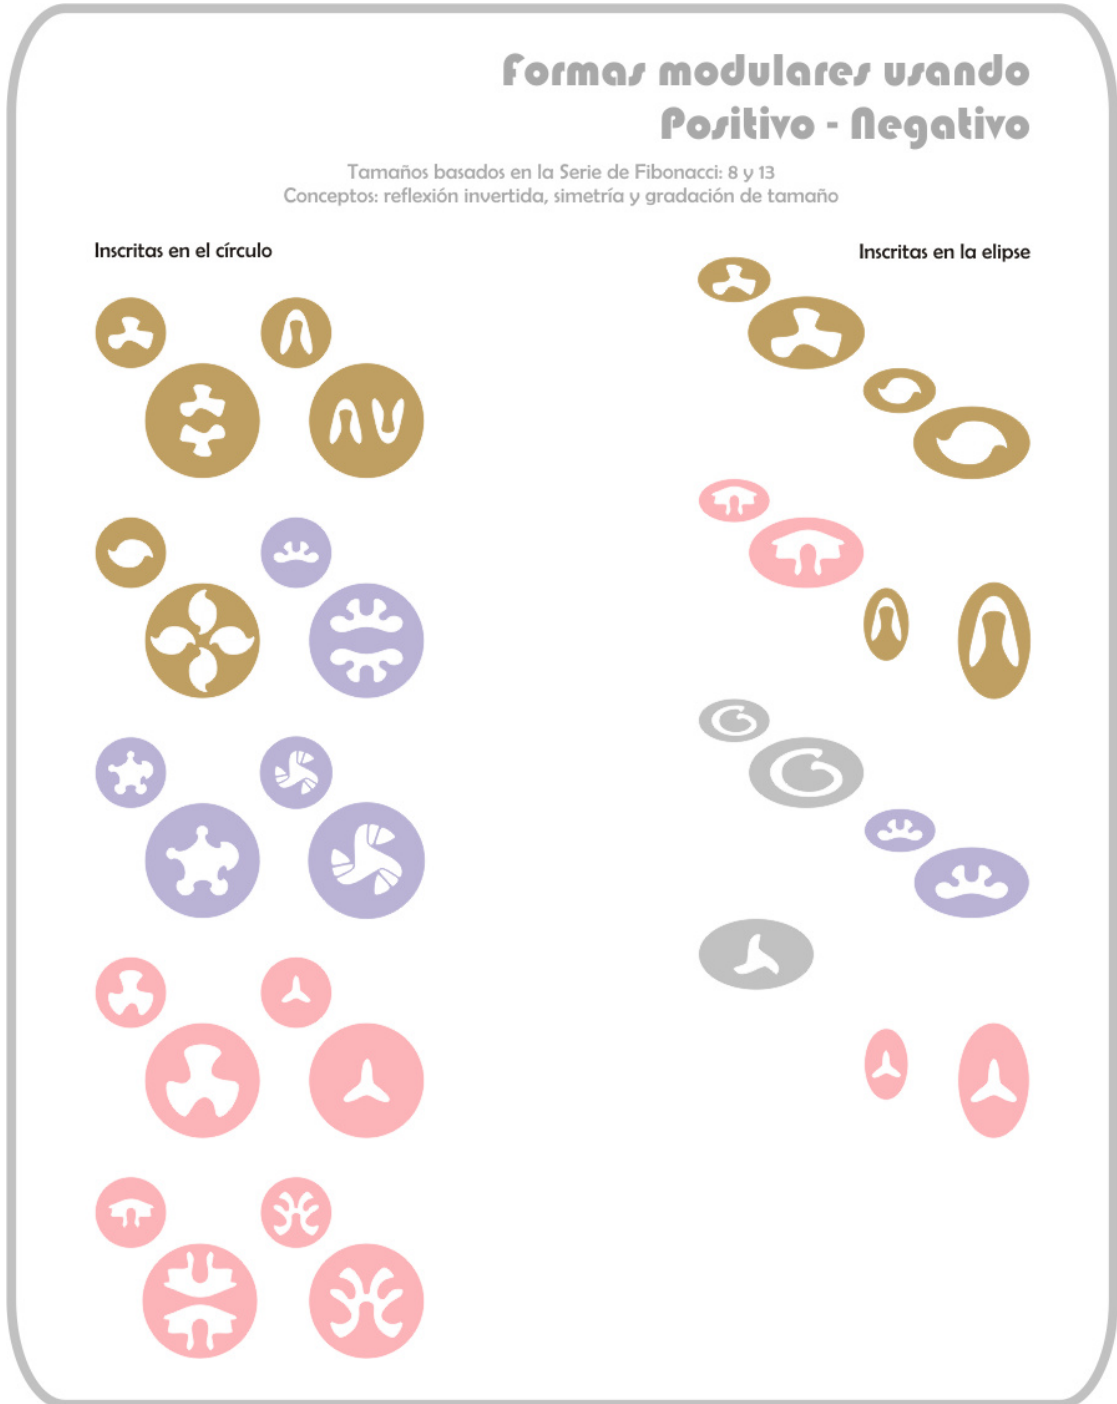 Formas modulares usando
Positivo - Negativo
Tamaños basados en la Serie de Fibonacci: 8 y 13
Conceptos: reflexión invertida, simetría y gradación de tamaño
Inscritas en el círculo
Inscritas en la elipse